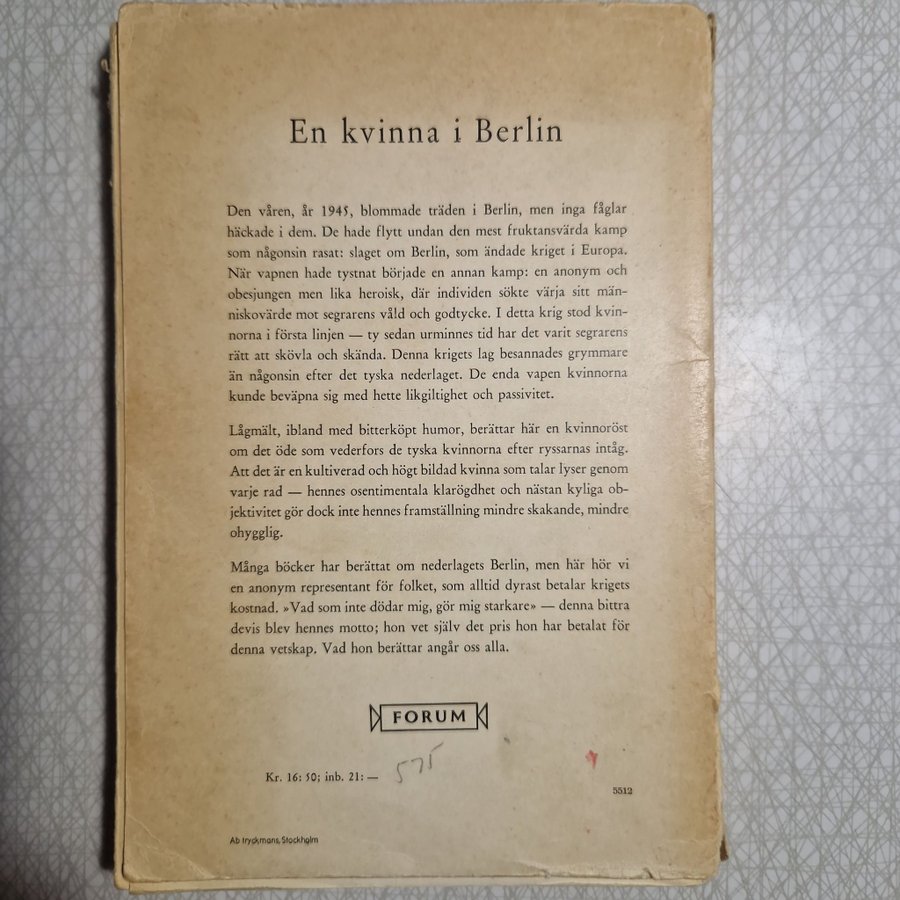 En kvinna i Berlin
Den våren, år 1945, blommade träden i Berlin, men inga fåglar
häckade i dem. De hade flytt undan den mest fruktansvärda kamp
som någonsin rasat: slaget om Berlin, som ändade kriget i Europa.
När vapnen hade tystnat började en annan kamp: en anonym och
obesjungen men lika heroisk, där individen sökte värja sitt män-
niskovärde mot segrarens våld och godtycke. I detta krig stod kvin-
norna i första linjen — ty sedan urminnes tid har det varit segrarens
rätt att skövla och skända. Denna krigets lag besannades grymmare
än någonsin efter det tyska nederlaget. De enda vapen kvinnorna
kunde beväpna sig med hette likgiltighet och passivitet.
Lågmält, ibland med bitterköpt humor, berättar här en kvinnoröst
om det öde som vederfors de tyska kvinnorna efter ryssarnas intåg.
Att det är en kultiverad och högt bildad kvinna som talar lyser genom
varje rad — hennes osentimentala klarögdhet och nästan kyliga ob-
jektivitet gör dock inte hennes framställning mindre skakande, mindre
ohygglig.
Många böcker har berättat om nederlagets Berlin, men här hör vi
en anonym representant för folket, som alltid dyrast betalar krigets
kostnad. »Vad som inte dödar mig, gör mig starkare» — denna bittra
devis blev hennes motto; hon vet själv det pris hon har betalat för
denna vetskap. Vad hon berättar angår oss alla.
FORUM
Kr. 16: 50; inb. 21: — 575
5512
Ab tryckmans, Stockholm